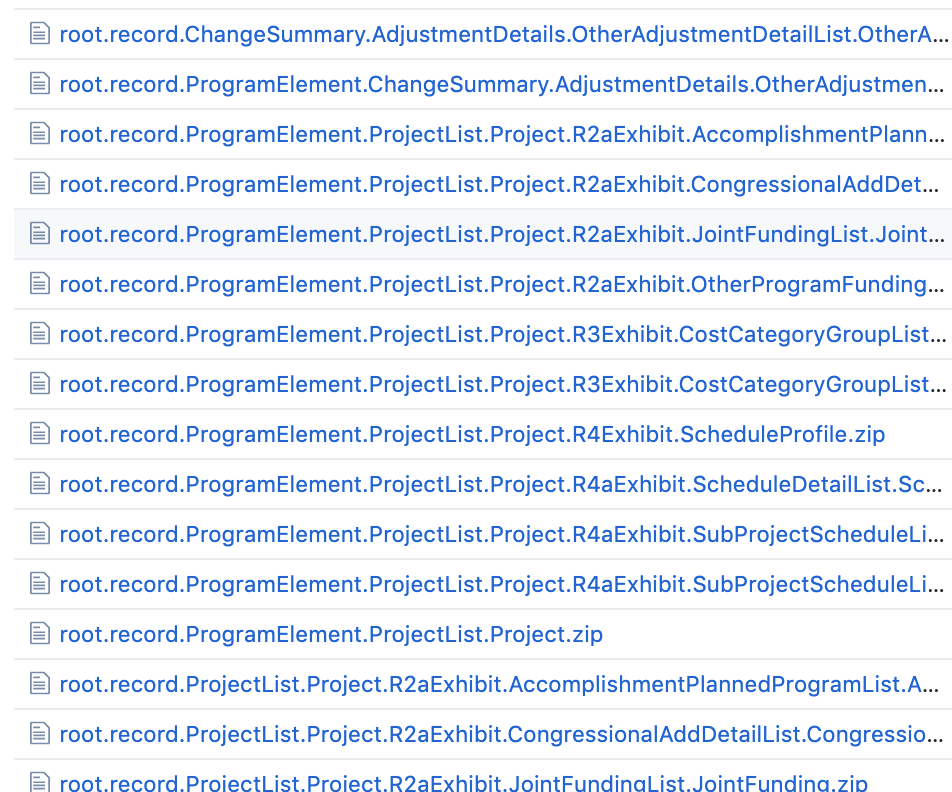 root.record.ChangeSummary.AdjustmentDetails.OtherAdjustmentDetailList.OtherA...
root.record.ProgramElement.ChangeSummary.AdjustmentDetails.OtherAdjustmen...
root.record.ProgramElement.ProjectList.Project.R2aExhibit.AccomplishmentPlann...
root.record.ProgramElement.ProjectList.Project.R2aExhibit.CongressionalAddDet...
root.record.ProgramElement.ProjectList.Project.R2aExhibit.JointFundingList.Joint...
root.record.ProgramElement.ProjectList.Project.R2aExhibit.OtherProgramFunding...
root.record.ProgramElement.ProjectList.Project.R3Exhibit.CostCategoryGroupList...
root.record.ProgramElement.ProjectList.Project.R3Exhibit.CostCategoryGroupList...
root.record.ProgramElement.ProjectList.Project.R4Exhibit.ScheduleProfile.zip
root.record.ProgramElement.ProjectList.Project.R4aExhibit.ScheduleDetailList.Sc...
root.record.ProgramElement.ProjectList.Project.R4aExhibit.SubProjectScheduleLi...
root.record.ProgramElement.ProjectList.Project.R4aExhibit.SubProjectScheduleLi...
root.record.ProgramElement.ProjectList.Project.zip
root.record.ProjectList.Project.R2aExhibit.AccomplishmentPlannedProgramList.A...
root.record.ProjectList.Project.R2aExhibit.CongressionalAddDetailList.Congressio...
root.record.ProjectList.Project.R2aExhibit.JointFundingList.JointFunding.zip